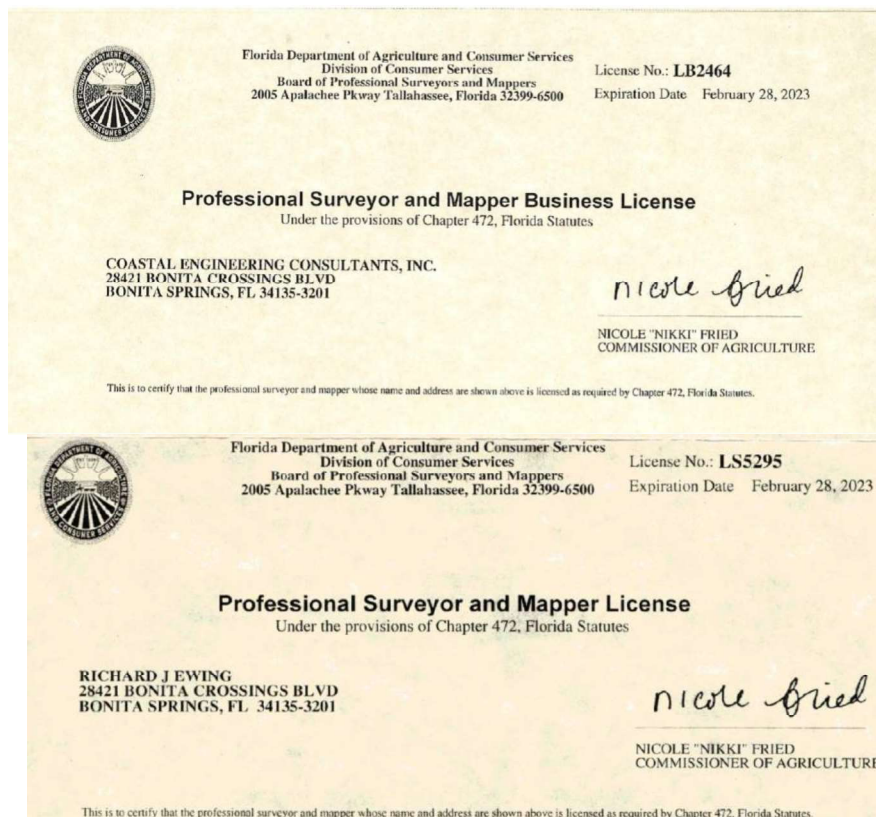 Florida Department of Agriculture and Consumer Services
Division of Consumer Services
Board of Professional Surveyors and Mappers
2005 Apalachee Pkway Tallahassee, Florida 32399-6500
License No.: LB2464
Expiration Date February 28, 2023
Professional Surveyor and Mapper Business License
Under the provisions of Chapter 472, Florida Statutes
COASTAL ENGINEERING CONSULTANTS, INC.
28421 BONITA CROSSINGS BLVD
BONITA SPRINGS, FL 34135-3201
Nicole Fried
NICOLE "NIKKI" FRIED
COMMISSIONER OF AGRICULTURE
This is to certify that the professional surveyor and mapper whose name and address are shown above is licensed as required by Chapter 472, Florida Statutes.
Florida Department of Agriculture and Consumer Services
Division of Consumer Services
Board of Professional Surveyors and Mappers
2005 Apalachee Pkway Tallahassee, Florida 32399-6500
License No.: LS5295
Expiration Date February 28, 2023
Professional Surveyor and Mapper License
Under the provisions of Chapter 472, Florida Statutes
RICHARD J EWING
28421 BONITA CROSSINGS BLVD
BONITA SPRINGS, FL 34135-3201
Nicole Fried
NICOLE "NIKKI" FRIED
COMMISSIONER OF AGRICULTURE
This is to certify that the professional surveyor and mapper whose name and address are shown above is licensed as required by Chapter 472, Florida Statutes.